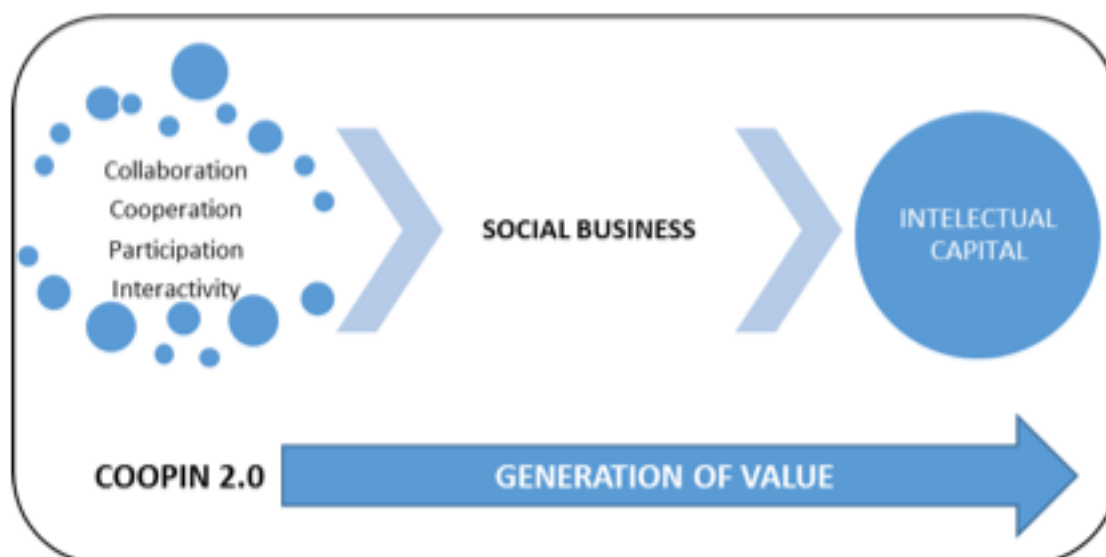 Collaboration
Cooperation
Participation
Interactivity
SOCIAL BUSINESS
INTELECTUAL
CAPITAL
COOPIN 2.0
GENERATION OF VALUE